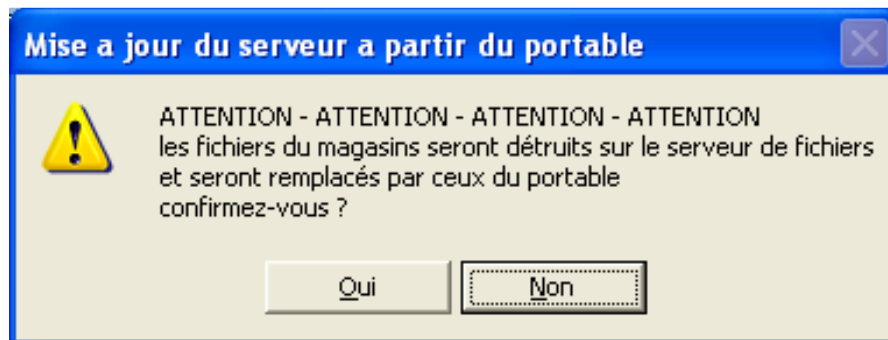 Mise a jour du serveur a partir du portable
ATTENTION - ATTENTION - ATTENTION - ATTENTION
les fichiers du magasins seront détruits sur le serveur de fichiers
et seront remplacés par ceux du portable
confirmez-vous ?
Oui Non